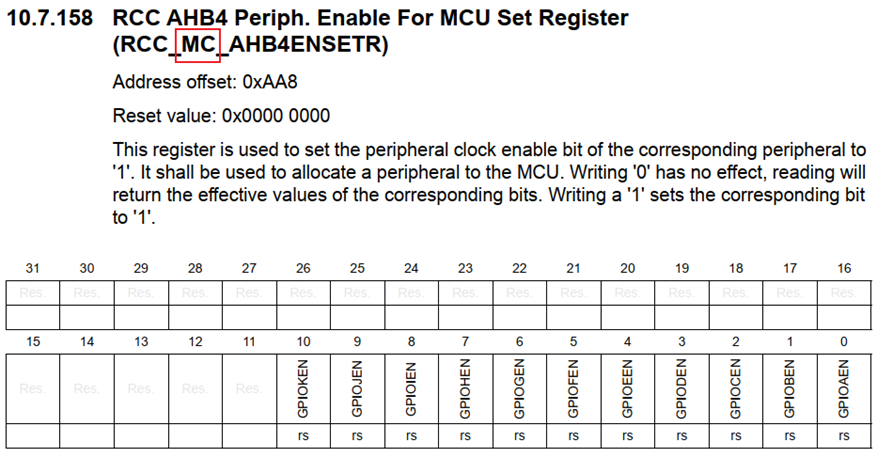 10.7.158 RCC AHB4 Periph. Enable For MCU Set Register
(RCC_MC_AHB4ENSETR)
Address offset: 0xAA8
Reset value: 0x0000 0000
This register is used to set the peripheral clock enable bit of the corresponding peripheral to
'1'. It shall be used to allocate a peripheral to the MCU. Writing '0' has no effect, reading will
return the effective values of the corresponding bits. Writing a '1' sets the corresponding bit
to '1'.
31 30 29 28 27 26 25 24 23 22 21 20 19 18 17 16
Res. Res. Res. Res. Res. Res. Res. Res. Res. Res. Res. Res. Res. Res. Res. Res.
15 14 13 12 11 10 9 8 7 6 5 4 3 2 1 0
Res. Res. Res. Res. Res. GPIOKEN GPIOJEN GPIOIEN GPIOHEN GPIOGEN GPIOFEN GPIOEEN GPIODEN GPIOCEN GPIOBEN GPIOAEN
rs rs rs rs rs rs rs rs rs rs rs